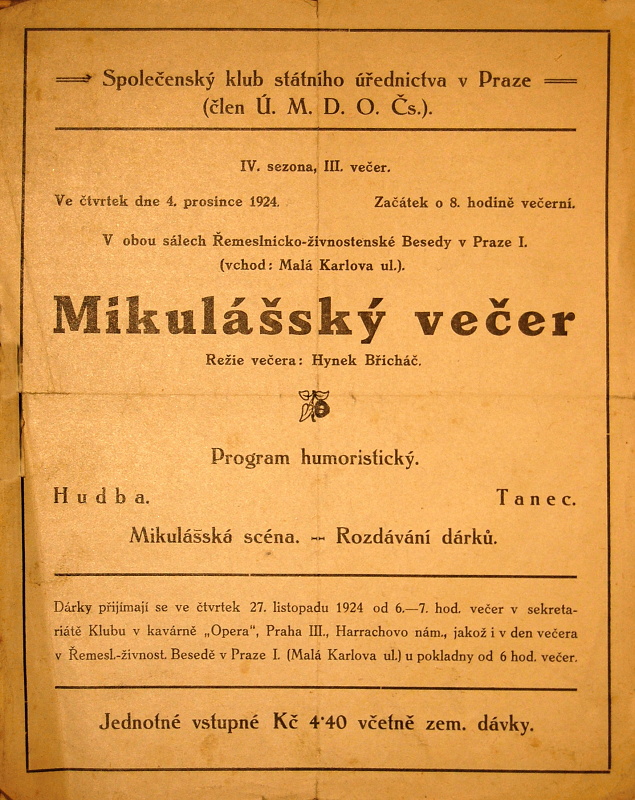 Společenský klub státního úřednictva v Praze
(člen Ú. M. D. O. Čs.).
IV. sezona, III. večer.
Ve čtvrtek dne 4. prosince 1924. Začátek o 8. hodině večerní.
V obou sálech Řemeslnicko-živnostenské Besedy v Praze I.
(vchod: Malá Karlova ul.).
Mikulášský večer
Režie večera: Hynek Břicháč.
Program humoristický.
Hudba. Tanec.
Mikulášská scéna. -- Rozdávání dárků.
Dárky přijímají se ve čtvrtek 27. listopadu 1924 od 6.—7. hod. večer v sekreta-
riátě Klubu v kavárně „Opera“, Praha III., Harrachovo nám., jakož i v den večera
v Řemesl.-živnost. Besedě v Praze I. (Malá Karlova ul.) u pokladny od 6 hod. večer.
Jednotné vstupné Kč 4·40 včetně zem. dávky.